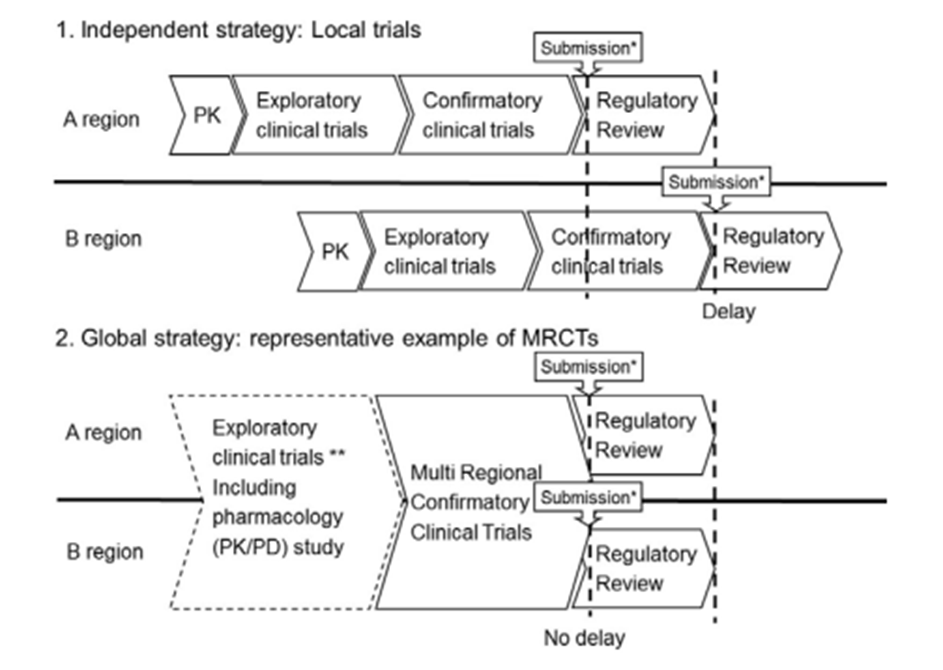 1. Independent strategy: Local trials
Submission*
A region
PK
Exploratory
clinical trials
Confirmatory
clinical trials
Regulatory
Review
Submission*
B region
PK
Exploratory
clinical trials
Confirmatory
clinical trials
Regulatory
Review
Delay
2. Global strategy: representative example of MRCTs
Submission*
A region
Exploratory
clinical trials **
Including
pharmacology
(PK/PD) study
Multi Regional
Confirmatory
Clinical Trials
Regulatory
Review
Submission*
B region
Regulatory
Review
No delay